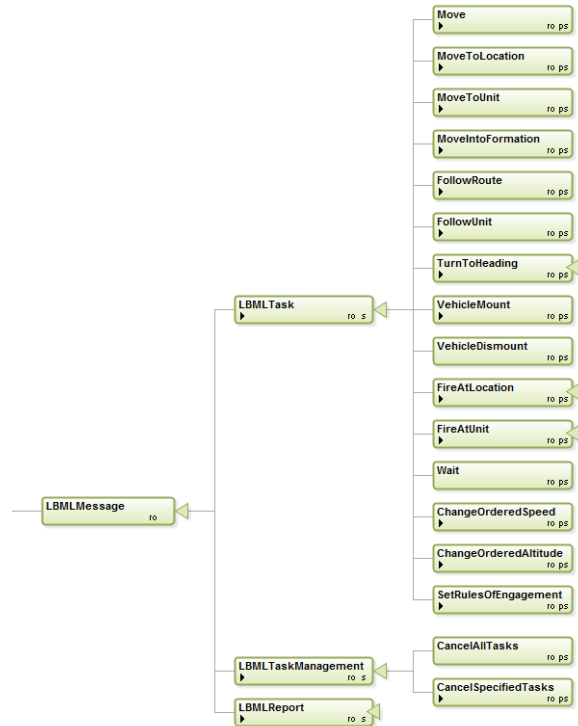 Move
ro ps
MoveToLocation
ro ps
MoveToUnit
ro ps
MoveIntoFormation
ro ps
FollowRoute
ro ps
FollowUnit
ro ps
TurnToHeading
ro ps
LBMLTask
ro s
VehicleMount
ro ps
VehicleDismount
ro ps
FireAtLocation
ro ps
FireAtUnit
ro ps
Wait
ro ps
LBMLMessage
ro
ChangeOrderedSpeed
ro ps
ChangeOrderedAltitude
ro ps
SetRulesOfEngagement
ro ps
CancelAllTasks
ro ps
LBMLTaskManagement
ro s
CancelSpecifiedTasks
ro ps
LBMLReport
ro s